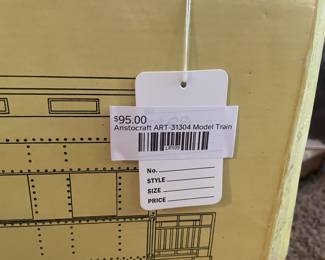 $95.00
Aristocraft ART-31304 Model Train
No.
STYLE
SIZE
PRICE